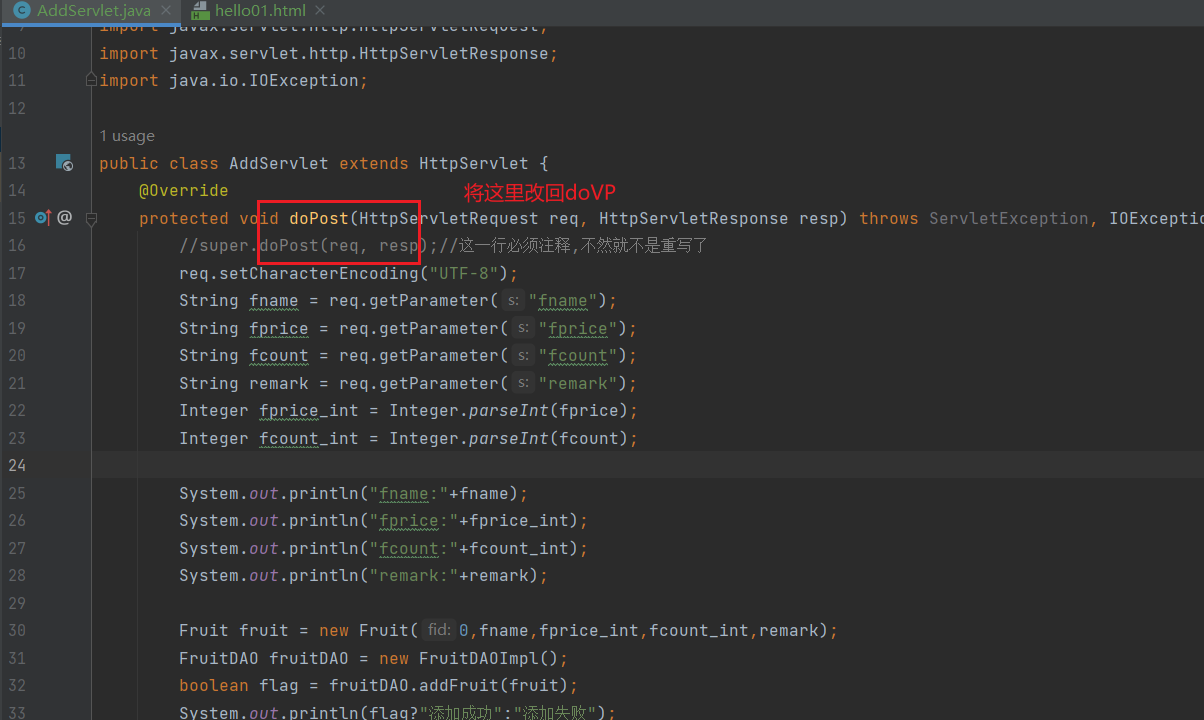 AddServlet.java hello01.html
9 import javax.servlet.http.HttpServletRequest;
10 import javax.servlet.http.HttpServletResponse;
11 import java.io.IOException;
12
1 usage
13 public class AddServlet extends HttpServlet {
14 @Override
将这里改回doVP
15 @ protected void doPost(HttpServletRequest req, HttpServletResponse resp) throws ServletException, IOExceptio
16 //super.doPost(req, resp);//这一行必须注释,不然就不是重写了
17 req.setCharacterEncoding("UTF-8");
18 String fname = req.getParameter( s: "fname");
19 String fprice = req.getParameter( s: "fprice");
20 String fcount = req.getParameter( s: "fcount");
21 String remark = req.getParameter( s: "remark");
22 Integer fprice_int = Integer.parseInt(fprice);
23 Integer fcount_int = Integer.parseInt(fcount);
24
25 System.out.println("fname:"+fname);
26 System.out.println("fprice:"+fprice_int);
27 System.out.println("fcount:"+fcount_int);
28 System.out.println("remark:"+remark);
29
30 Fruit fruit = new Fruit( fid: 0,fname,fprice_int,fcount_int,remark);
31 FruitDAO fruitDAO = new FruitDAOImpl();
32 boolean flag = fruitDAO.addFruit(fruit);
33 System.out.println(flag?"添加成功":"添加失败");